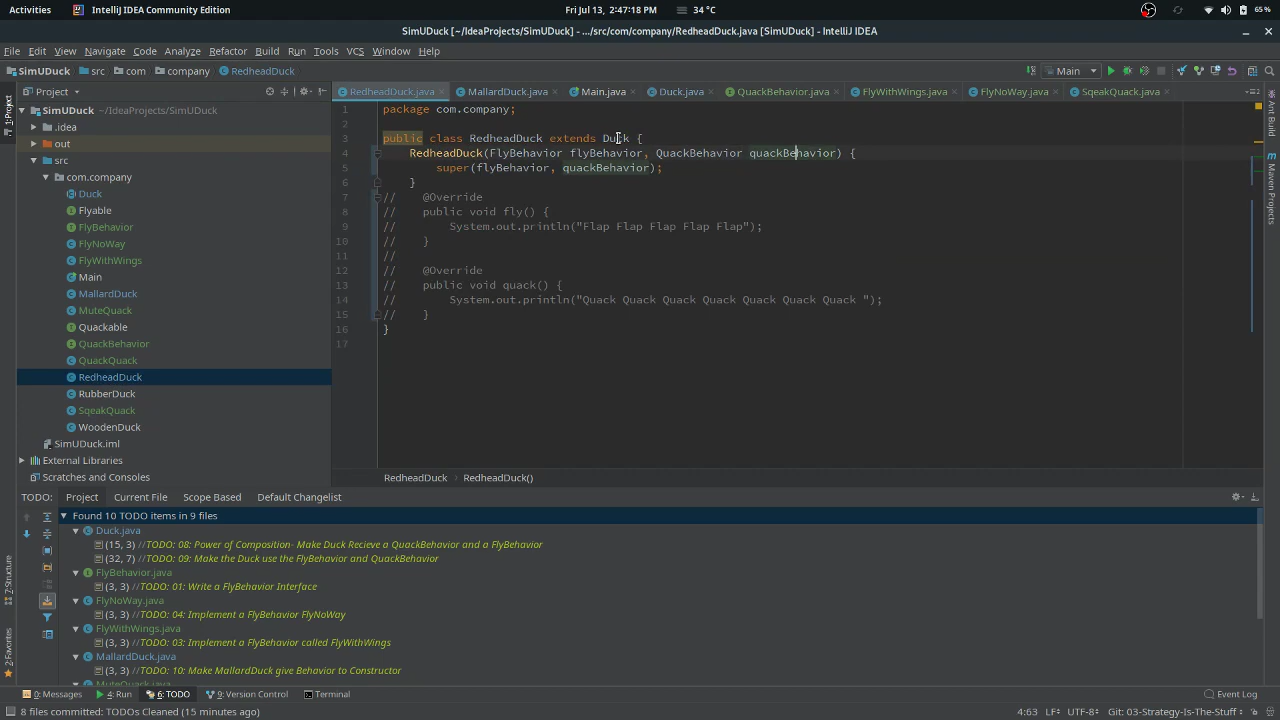 Activities IntelliJ IDEA Community Edition Fri Jul 13, 2:47:18 PM 34 °C 65 %
SimUDuck [~/IdeaProjects/SimUDuck] - .../src/com/company/RedheadDuck.java [SimUDuck] - IntelliJ IDEA
File Edit View Navigate Code Analyze Refactor Build Run Tools VCS Window Help
SimUDuck src com company RedheadDuck Main
Project RedheadDuck.java MallardDuck.java Main.java Duck.java QuackBehavior.java FlyWithWings.java FlyNoWay.java SqeakQuack.java
1:Project
SimUDuck ~/IdeaProjects/SimUDuck
.idea
out
src
com.company
Duck
Flyable
FlyBehavior
FlyNoWay
FlyWithWings
Main
MallardDuck
MuteQuack
Quackable
QuackBehavior
QuackQuack
RedheadDuck
RubberDuck
SqeakQuack
WoodenDuck
SimUDuck.iml
External Libraries
Scratches and Consoles
1 package com.company;
2
3 public class RedheadDuck extends Duck {
4 RedheadDuck(FlyBehavior flyBehavior, QuackBehavior quackBehavior) {
5 super(flyBehavior, quackBehavior);
6 }
7 // @Override
8 // public void fly() {
9 // System.out.println("Flap Flap Flap Flap Flap");
10 // }
11 //
12 // @Override
13 // public void quack() {
14 // System.out.println("Quack Quack Quack Quack Quack Quack Quack ");
15 // }
16 }
17
RedheadDuck RedheadDuck()
Ant Build
Maven Projects
TODO: Project Current File Scope Based Default Changelist
Found 10 TODO items in 9 files
Duck.java
(15, 3) //TODO: 08: Power of Composition- Make Duck Recieve a QuackBehavior and a FlyBehavior
(32, 7) //TODO: 09: Make the Duck use the FlyBehavior and QuackBehavior
FlyBehavior.java
(3, 3) //TODO: 01: Write a FlyBehavior Interface
FlyNoWay.java
(3, 3) //TODO: 04: Implement a FlyBehavior FlyNoWay
FlyWithWings.java
(3, 3) //TODO: 03: Implement a FlyBehavior called FlyWithWings
MallardDuck.java
(3, 3) //TODO: 10: Make MallardDuck give Behavior to Constructor
MuteQuack.java
Z:Structure
2:Favorites
0: Messages 4: Run 6: TODO 9: Version Control Terminal Event Log
8 files committed: TODOs Cleaned (15 minutes ago) 4:63 LF UTF-8 Git: 03-Strategy-Is-The-Stuff